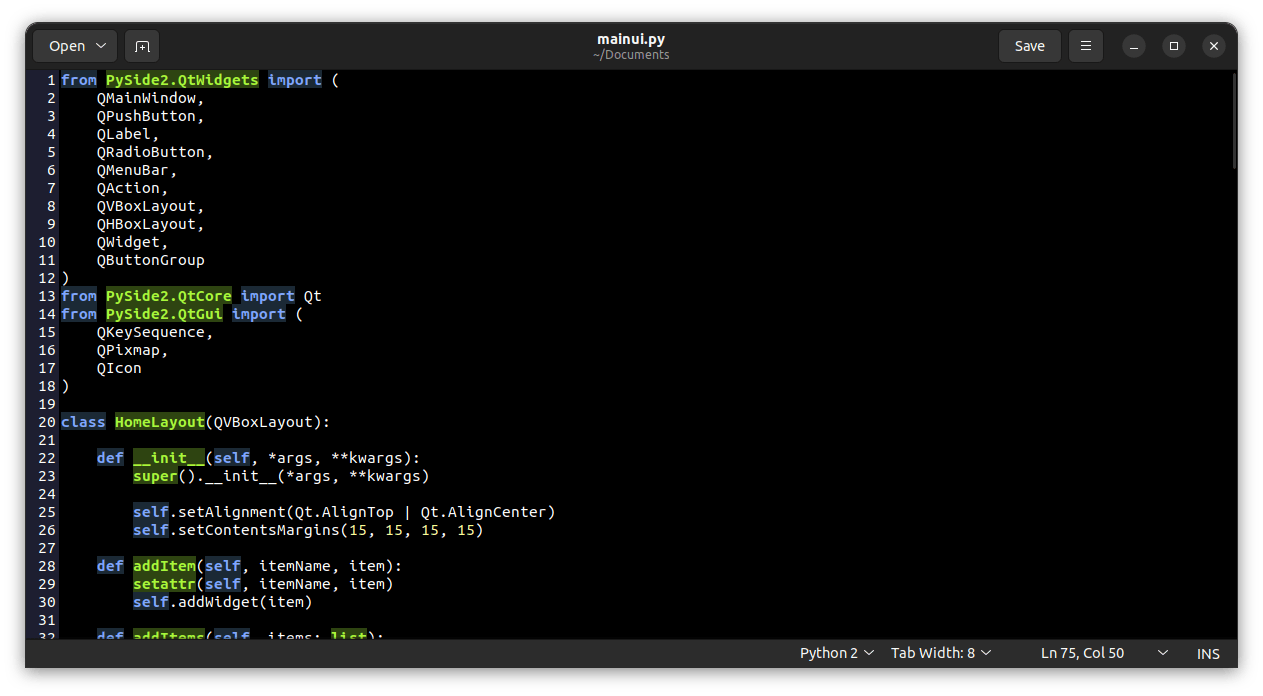 Open
mainui.py
~/Documents
Save
1 from PySide2.QtWidgets import (
2     QMainWindow,
3     QPushButton,
4     QLabel,
5     QRadioButton,
6     QMenuBar,
7     QAction,
8     QVBoxLayout,
9     QHBoxLayout,
10     QWidget,
11     QButtonGroup
12 )
13 from PySide2.QtCore import Qt
14 from PySide2.QtGui import (
15     QKeySequence,
16     QPixmap,
17     QIcon
18 )
19
20 class HomeLayout(QVBoxLayout):
21
22     def __init__(self, *args, **kwargs):
23         super().__init__(*args, **kwargs)
24
25         self.setAlignment(Qt.AlignTop | Qt.AlignCenter)
26         self.setContentsMargins(15, 15, 15, 15)
27
28     def addItem(self, itemName, item):
29         setattr(self, itemName, item)
30         self.addWidget(item)
31
32     def addItems(self, items: list):
Python 2 Tab Width: 8 Ln 75, Col 50 INS